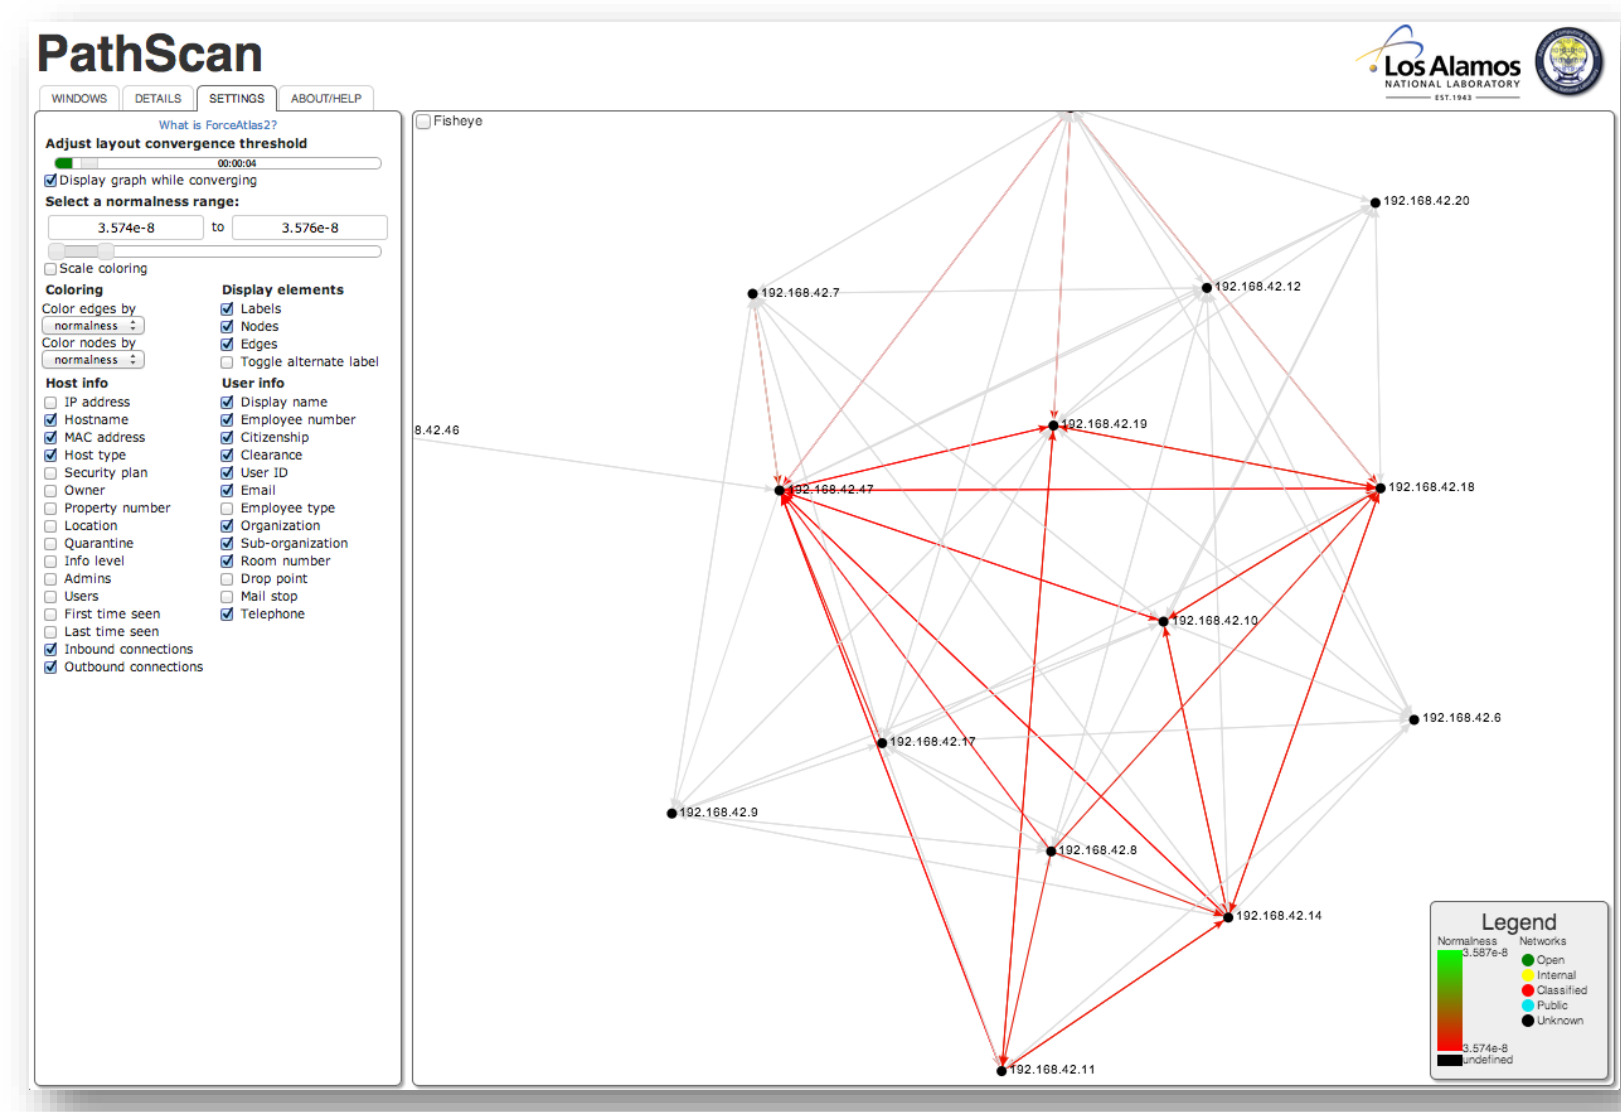 PathScan
Los Alamos
NATIONAL LABORATORY
EST.1943
WINDOWS DETAILS SETTINGS ABOUT/HELP
What is ForceAtlas2?
Adjust layout convergence threshold
00:00:04
Display graph while converging
Select a normalness range:
3.574e-8 to 3.576e-8
Scale coloring
Coloring
Color edges by
normalness
Color nodes by
normalness
Display elements
Labels
Nodes
Edges
Toggle alternate label
Host info
IP address
Hostname
MAC address
Host type
Security plan
Owner
Property number
Location
Quarantine
Info level
Admins
Users
First time seen
Last time seen
Inbound connections
Outbound connections
User info
Display name
Employee number
Citizenship
Clearance
User ID
Email
Employee type
Organization
Sub-organization
Room number
Drop point
Mail stop
Telephone
Fisheye
192.168.42.20
192.168.42.7
192.168.42.12
192.168.42.19
8.42.46
192.168.42.47
192.168.42.18
192.168.42.10
192.168.42.6
192.168.42.17
192.168.42.9
192.168.42.8
192.168.42.14
192.168.42.11
Legend
Normalness
3.587e-8
3.574e-8
undefined
Networks
Open
Internal
Classified
Public
Unknown